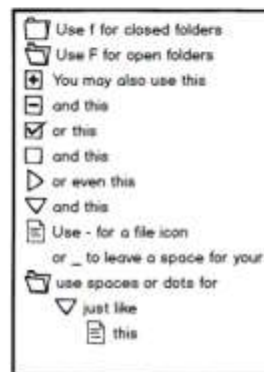 Use f for closed folders
Use F for open folders
You may also use this
and this
or this
and this
or even this
and this
Use - for a file icon
or _ to leave a space for your
use spaces or dots for
just like
this